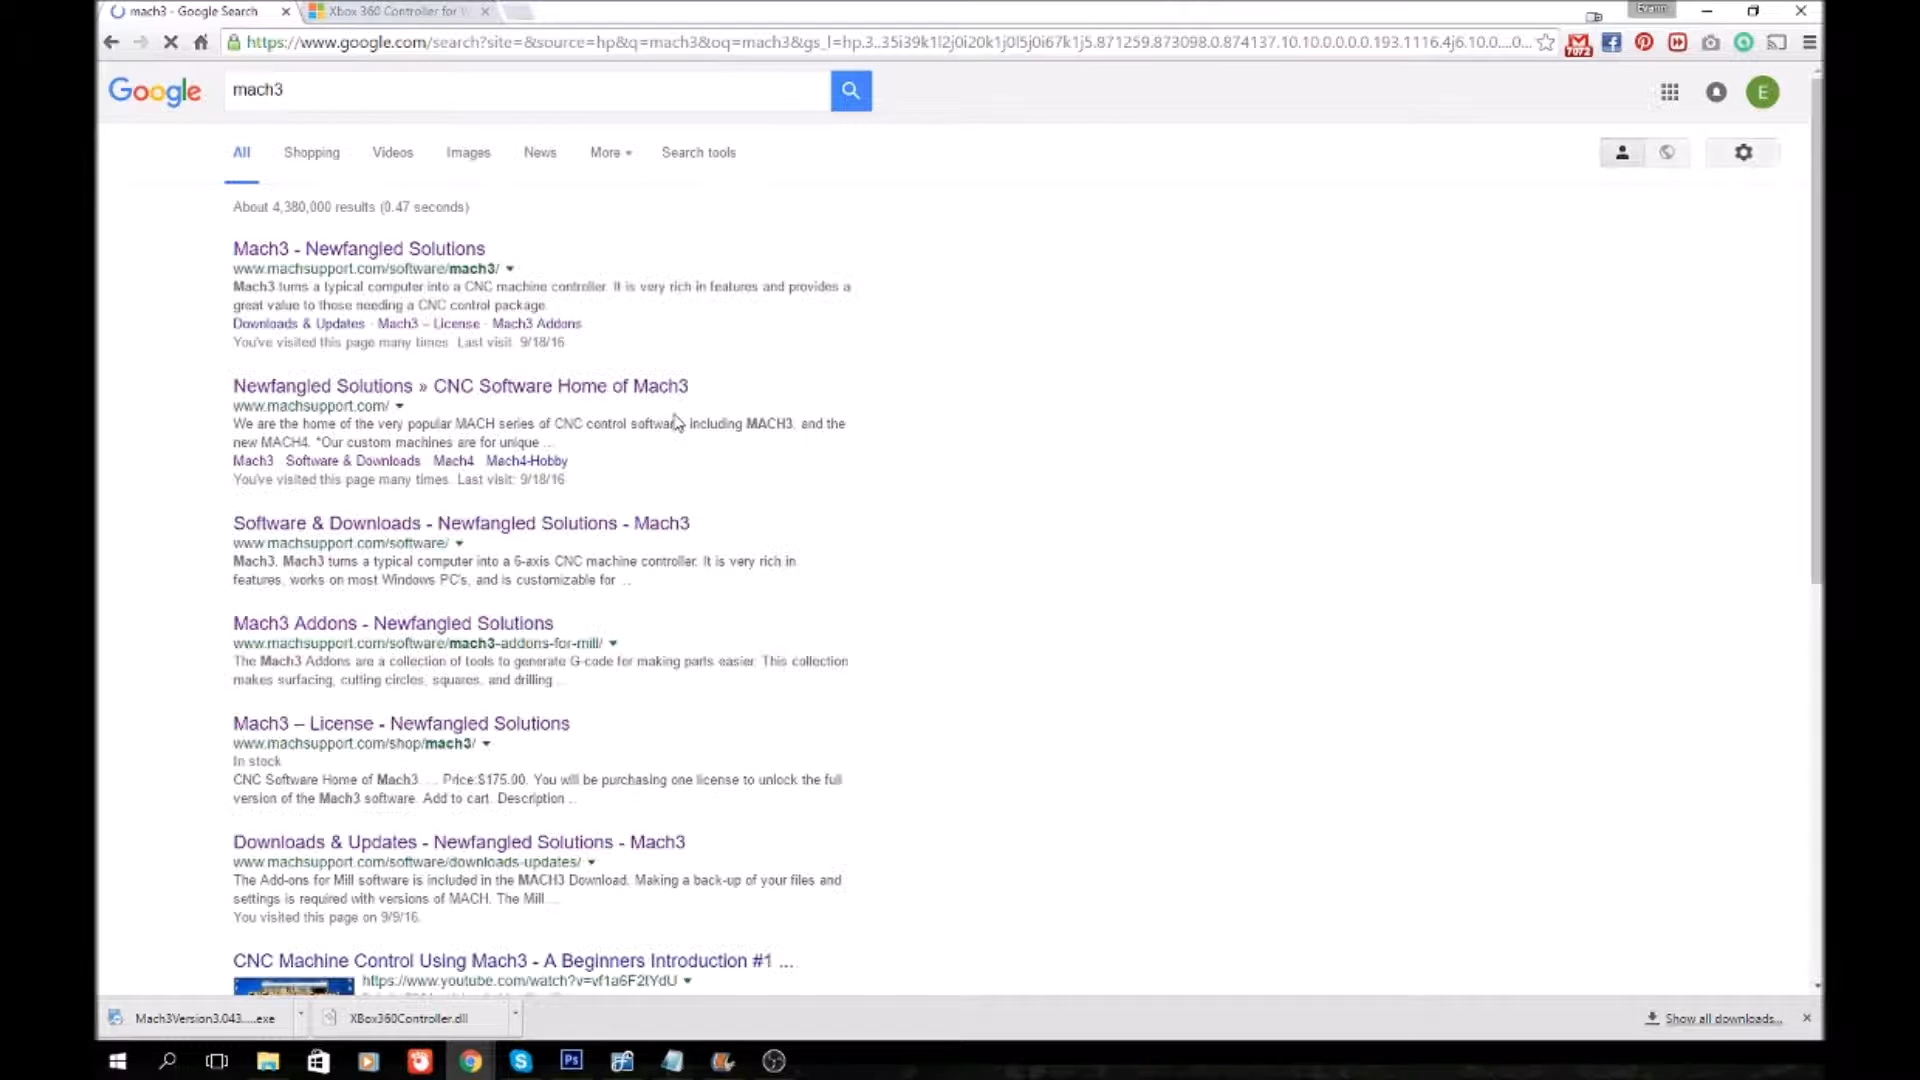 mach3 - Google Search
Xbox 360 Controller for W
Evann
https://www.google.com/search?site=&source=hp&q=mach3&oq=mach3&gs_l=hp.3..35i39k1l2j0i20k1j0l5j0i67k1j5.871259.873098.0.874137.10.10.0.0.0.0.193.1116.4j6.10.0....0...
7072
Google
mach3
E
All Shopping Videos Images News More Search tools
About 4,380,000 results (0.47 seconds)
Mach3 - Newfangled Solutions
www.machsupport.com/software/mach3/
Mach3 turns a typical computer into a CNC machine controller. It is very rich in features and provides a
great value to those needing a CNC control package.
Downloads & Updates · Mach3 – License · Mach3 Addons
You've visited this page many times. Last visit: 9/18/16
Newfangled Solutions » CNC Software Home of Mach3
www.machsupport.com/
We are the home of the very popular MACH series of CNC control software including MACH3, and the
new MACH4. *Our custom machines are for unique ...
Mach3 Software & Downloads Mach4 Mach4-Hobby
You've visited this page many times. Last visit: 9/18/16
Software & Downloads - Newfangled Solutions - Mach3
www.machsupport.com/software/
Mach3. Mach3 turns a typical computer into a 6-axis CNC machine controller. It is very rich in
features, works on most Windows PC's, and is customizable for ...
Mach3 Addons - Newfangled Solutions
www.machsupport.com/software/mach3-addons-for-mill/
The Mach3 Addons are a collection of tools to generate G-code for making parts easier. This collection
makes surfacing, cutting circles, squares, and drilling ...
Mach3 – License - Newfangled Solutions
www.machsupport.com/shop/mach3/
In stock
CNC Software Home of Mach3. ... Price:$175.00. You will be purchasing one license to unlock the full
version of the Mach3 software. Add to cart. Description ...
Downloads & Updates - Newfangled Solutions - Mach3
www.machsupport.com/software/downloads-updates/
The Add-ons for Mill software is included in the MACH3 Download. Making a back-up of your files and
settings is required with versions of MACH. The Mill ...
You visited this page on 9/9/16.
CNC Machine Control Using Mach3 - A Beginners Introduction #1 ...
https://www.youtube.com/watch?v=vf1a6F2tYdU
Mach3Version3.043....exe
XBox360Controller.dll
Show all downloads...
Ps